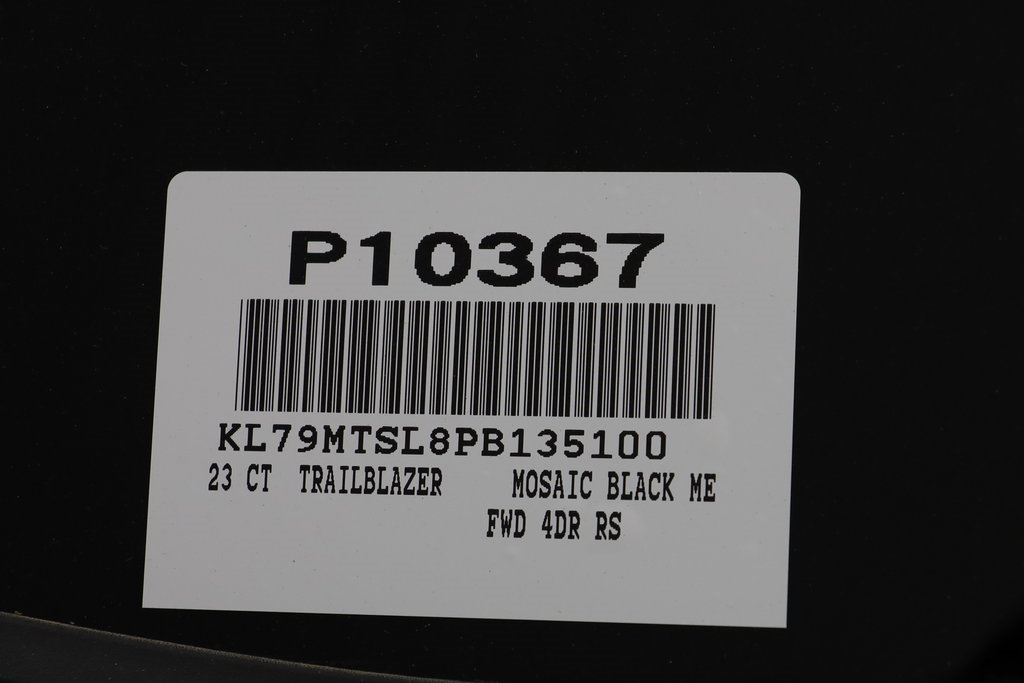 P10367
KL79MTSL8PB135100
23 CT TRAILBLAZER MOSAIC BLACK ME
FWD 4DR RS